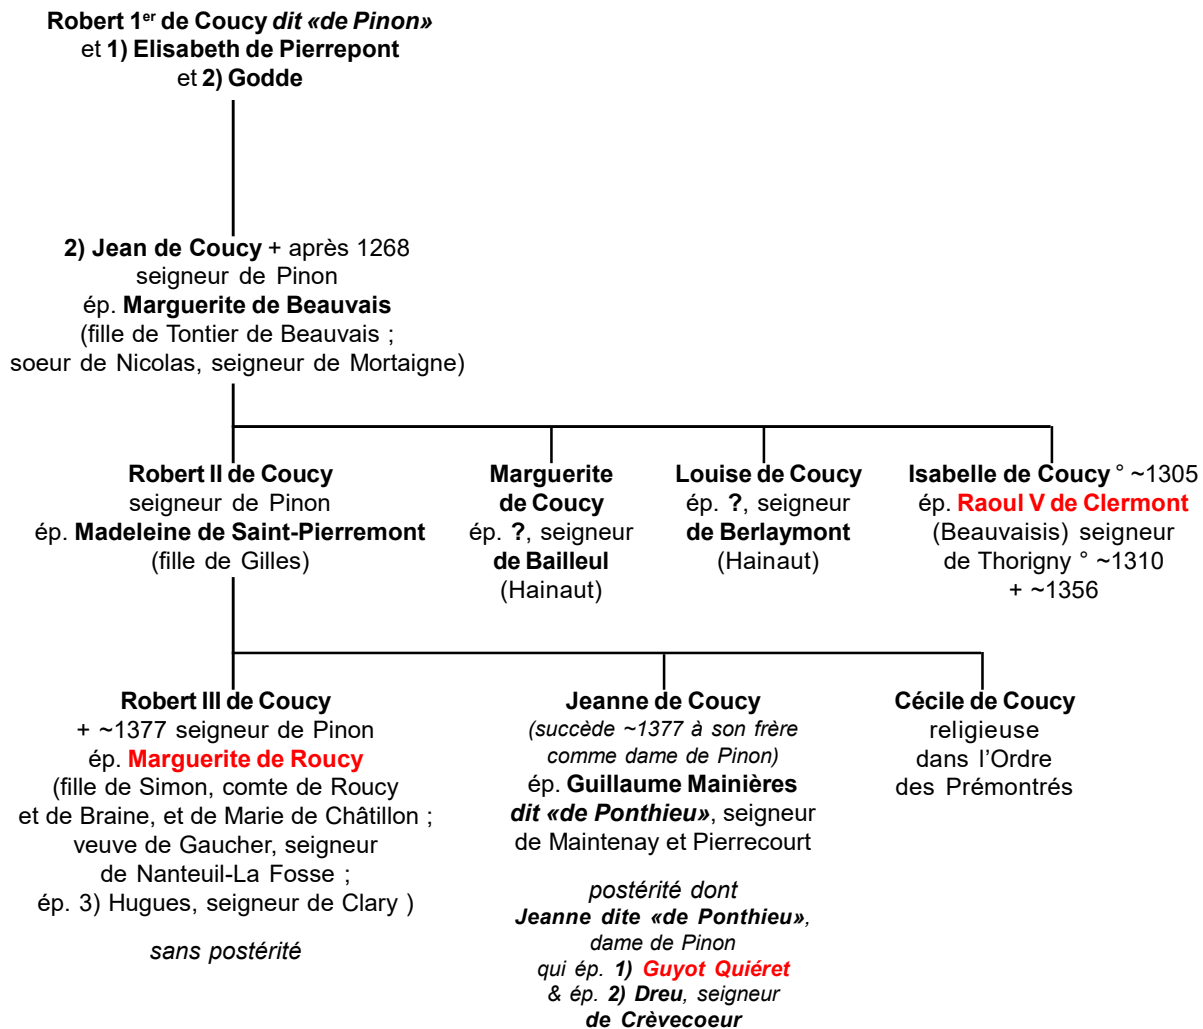 Robert 1er de Coucy dit «de Pinon»
et 1) Elisabeth de Pierrepont
et 2) Godde
2) Jean de Coucy + après 1268
seigneur de Pinon
ép. Marguerite de Beauvais
(fille de Tontier de Beauvais ;
soeur de Nicolas, seigneur de Mortaigne)
Robert II de Coucy
seigneur de Pinon
ép. Madeleine de Saint-Pierremont
(fille de Gilles)
Marguerite
de Coucy
ép. ?, seigneur
de Bailleul
(Hainaut)
Louise de Coucy
ép. ?, seigneur
de Berlaymont
(Hainaut)
Isabelle de Coucy ° ~1305
ép. Raoul V de Clermont
(Beauvaisis) seigneur
de Thorigny ° ~1310
+ ~1356
Robert III de Coucy
+ ~1377 seigneur de Pinon
ép. Marguerite de Roucy
(fille de Simon, comte de Roucy
et de Braine, et de Marie de Châtillon ;
veuve de Gaucher, seigneur
de Nanteuil-La Fosse ;
ép. 3) Hugues, seigneur de Clary )
sans postérité
Jeanne de Coucy
(succède ~1377 à son frère
comme dame de Pinon)
ép. Guillaume Mainières
dit «de Ponthieu», seigneur
de Maintenay et Pierrecourt
postérité dont
Jeanne dite «de Ponthieu»,
dame de Pinon
qui ép. 1) Guyot Quiéret
& ép. 2) Dreu, seigneur
de Crèvecoeur
Cécile de Coucy
religieuse
dans l'Ordre
des Prémontrés